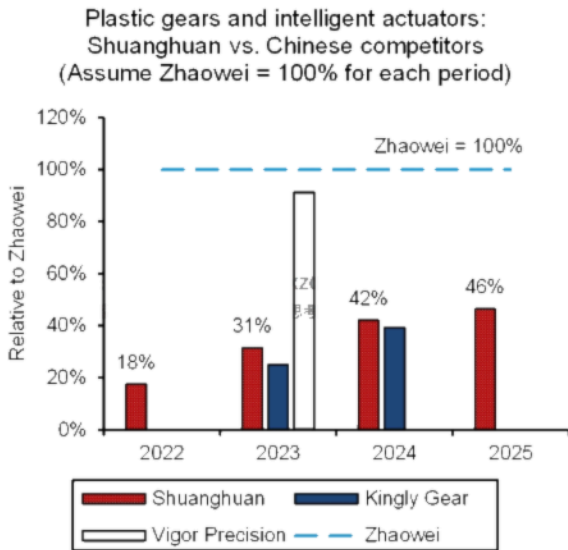 Plastic gears and intelligent actuators:
Shuanghuan vs. Chinese competitors
(Assume Zhaowei = 100% for each period)
120%
100%
80%
60%
40%
20%
0%
Relative to Zhaowei
Zhaowei = 100%
18%
31%
42%
46%
2022
2023
2024
2025
Shuanghuan
Kingly Gear
Vigor Precision
Zhaowei